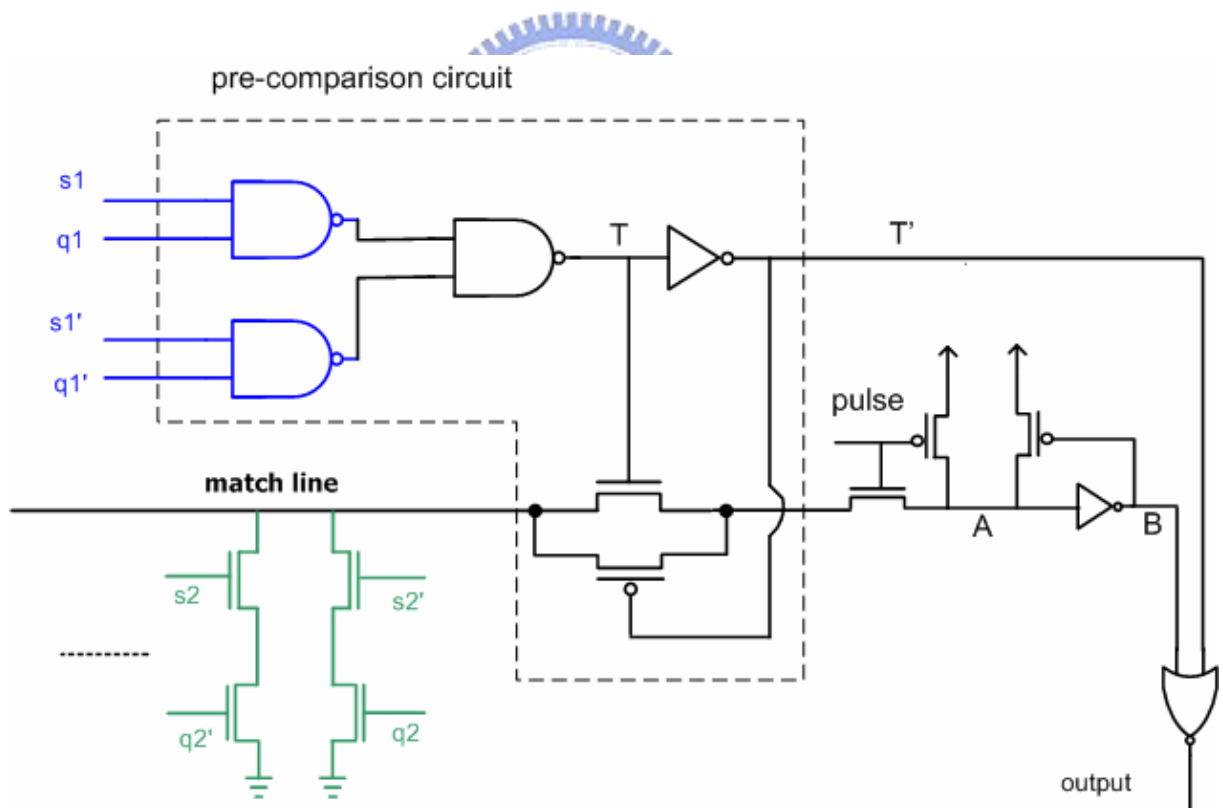 pre-comparison circuit
s1
q1
T
T'
s1'
q1'
pulse
match line
A
B
s2
s2'
q2'
q2
output